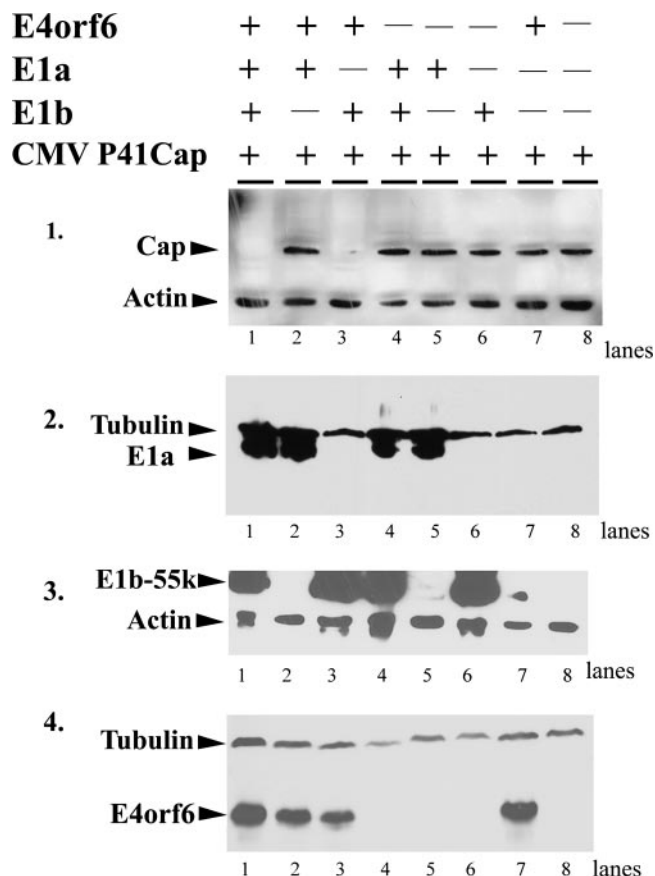 E4orf6 + + + — — — + —
E1a + + — + + — — —
E1b + — + + — + — —
CMV P41Cap + + + + + + + +
1.
Cap
Actin
1 2 3 4 5 6 7 8 lanes
2.
Tubulin
E1a
1 2 3 4 5 6 7 8 lanes
3.
E1b-55k
Actin
1 2 3 4 5 6 7 8 lanes
4.
Tubulin
E4orf6
1 2 3 4 5 6 7 8 lanes